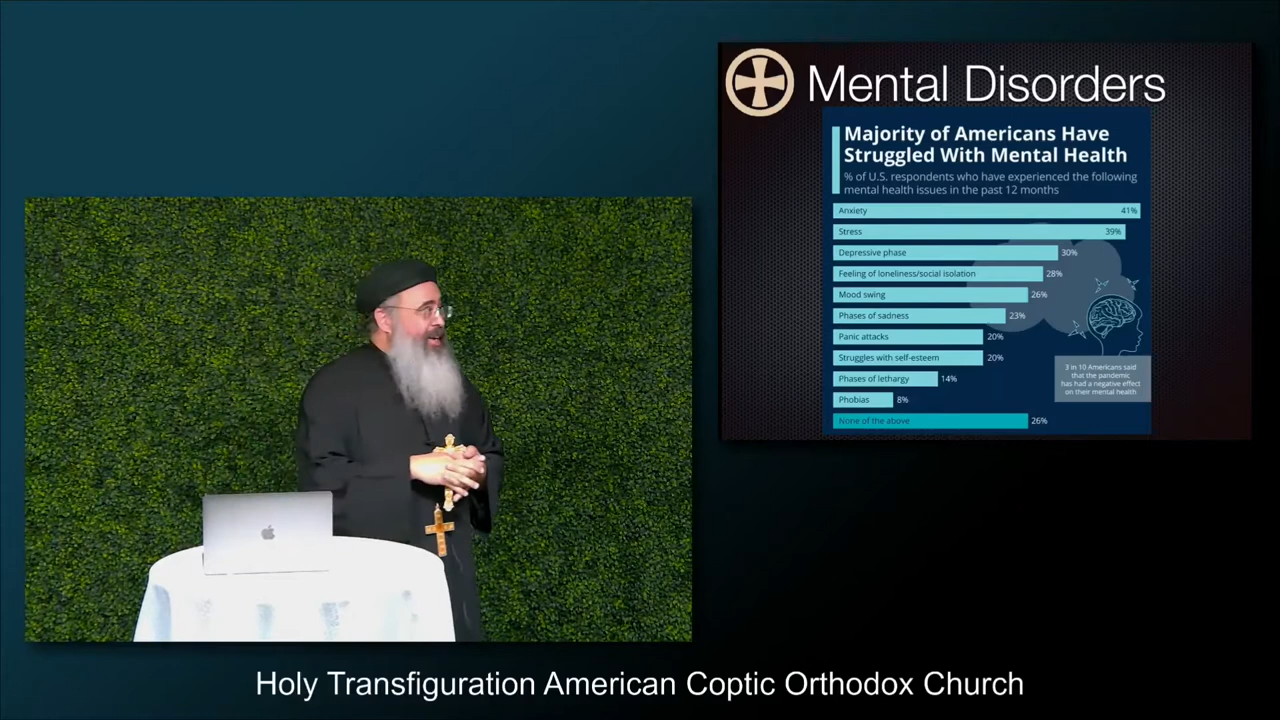 Mental Disorders
Majority of Americans Have
Struggled With Mental Health
% of U.S. respondents who have experienced the following
mental health issues in the past 12 months
Anxiety 41%
Stress 39%
Depressive phase 30%
Feeling of loneliness/social isolation 28%
Mood swing 26%
Phases of sadness 23%
Panic attacks 20%
Struggles with self-esteem 20%
Phases of lethargy 14%
Phobias 8%
None of the above 26%
3 in 10 Americans said
that the pandemic
has had a negative effect
on their mental health
Holy Transfiguration American Coptic Orthodox Church